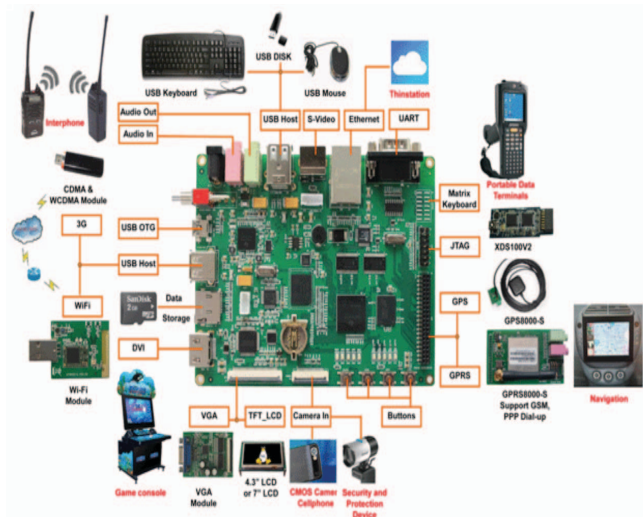 USB DISK
USB Keyboard
USB Mouse
Thinstation
Interphone
Audio Out
USB Host
S-Video
Ethernet
UART
Audio In
CDMA &
WCDMA Module
Portable Data
Terminals
Matrix
Keyboard
3G
USB OTG
XDS100V2
JTAG
USB Host
WiFi
SanDisk
2 GB
Data
Storage
GPS
GPS8000-S
DVI
Wi-Fi
Module
GPRS
GPRS8000-S
Support GSM,
PPP Dial-up
Navigation
VGA
TFT_LCD
Camera In
Buttons
Game console
VGA
Module
4.3" LCD
or 7" LCD
CMOS Camer
Cellphone
Security and
Protection
Device